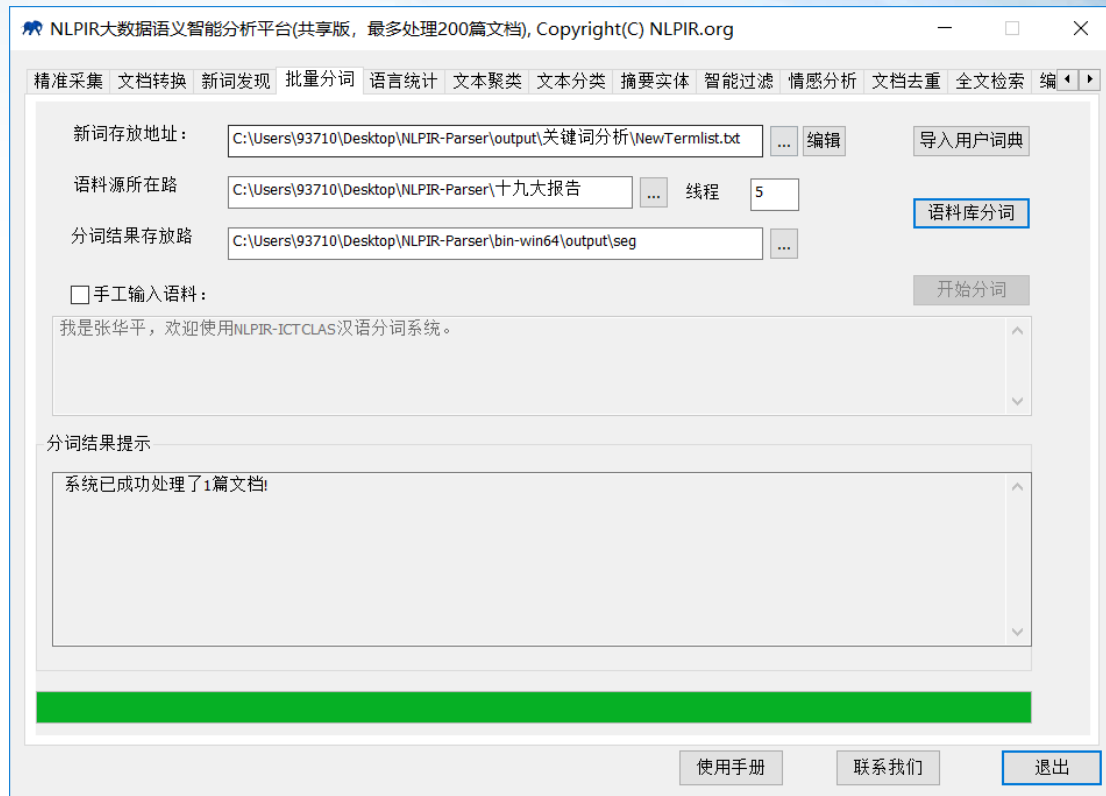 NLPIR大数据语义智能分析平台(共享版，最多处理200篇文档), Copyright(C) NLPIR.org
精准采集 文档转换 新词发现 批量分词 语言统计 文本聚类 文本分类 摘要实体 智能过滤 情感分析 文档去重 全文检索 编
新词存放地址： C:\Users\93710\Desktop\NLPIR-Parser\output\关键词分析\NewTermlist.txt ... 编辑 导入用户词典
语料源所在路 C:\Users\93710\Desktop\NLPIR-Parser\十九大报告 ... 线程 5
语料库分词
分词结果存放路 C:\Users\93710\Desktop\NLPIR-Parser\bin-win64\output\seg ...
手工输入语料： 开始分词
我是张华平，欢迎使用NLPIR-ICTCLAS汉语分词系统。
分词结果提示
系统已成功处理了1篇文档!
使用手册 联系我们 退出